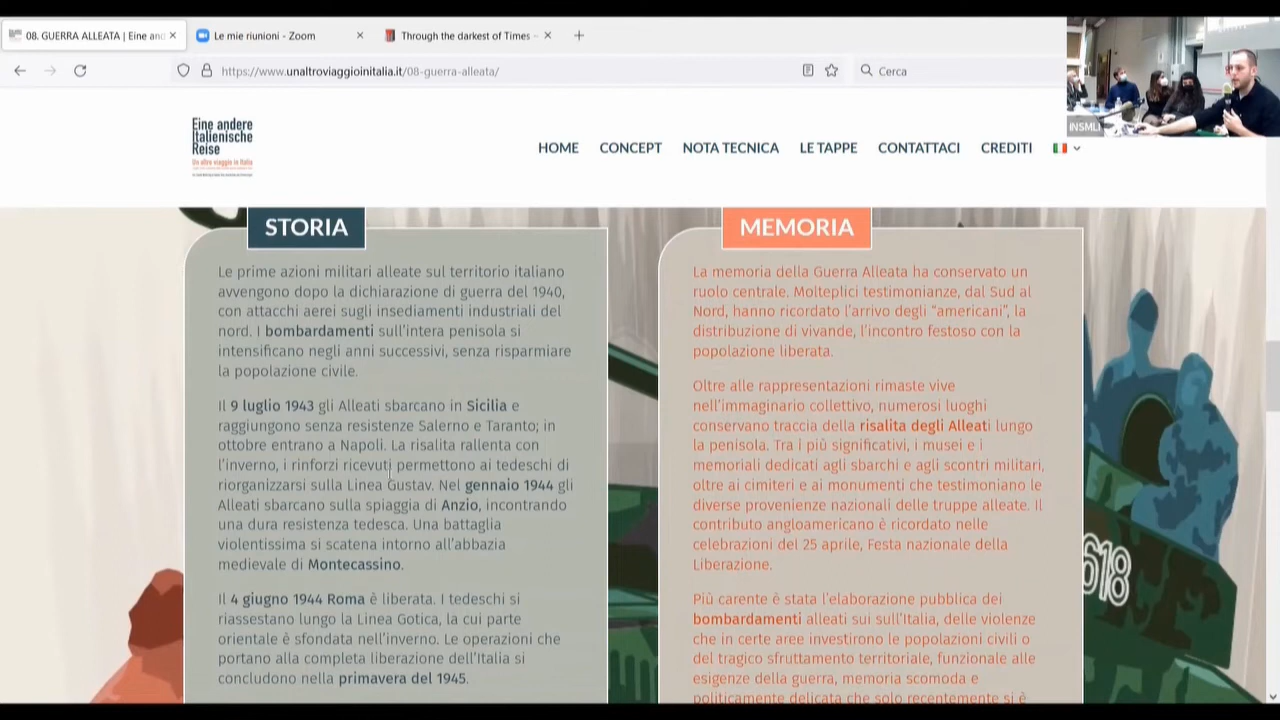 08. GUERRA ALLEATA | Eine and
Le mie riunioni - Zoom
Through the darkest of Times -
https://www.unaltroviaggioinitalia.it/08-guerra-alleata/
Cerca
INSMLI
Eine andere
Italienische
Reise
Un altro viaggio in Italia
HOME
CONCEPT
NOTA TECNICA
LE TAPPE
CONTATTACI
CREDITI
STORIA
Le prime azioni militari alleate sul territorio italiano
avvengono dopo la dichiarazione di guerra del 1940,
con attacchi aerei sugli insediamenti industriali del
nord. I bombardamenti sull'intera penisola si
intensificano negli anni successivi, senza risparmiare
la popolazione civile.
Il 9 luglio 1943 gli Alleati sbarcano in Sicilia e
raggiungono senza resistenze Salerno e Taranto; in
ottobre entrano a Napoli. La risalita rallenta con
l'inverno, i rinforzi ricevuti permettono ai tedeschi di
riorganizzarsi sulla Linea Gustav. Nel gennaio 1944 gli
Alleati sbarcano sulla spiaggia di Anzio, incontrando
una dura resistenza tedesca. Una battaglia
violentissima si scatena intorno all'abbazia
medievale di Montecassino.
Il 4 giugno 1944 Roma è liberata. I tedeschi si
riassestano lungo la Linea Gotica, la cui parte
orientale è sfondata nell'inverno. Le operazioni che
portano alla completa liberazione dell'Italia si
concludono nella primavera del 1945.
MEMORIA
La memoria della Guerra Alleata ha conservato un
ruolo centrale. Molteplici testimonianze, dal Sud al
Nord, hanno ricordato l'arrivo degli "americani", la
distribuzione di vivande, l'incontro festoso con la
popolazione liberata.
Oltre alle rappresentazioni rimaste vive
nell'immaginario collettivo, numerosi luoghi
conservano traccia della risalita degli Alleati lungo
la penisola. Tra i più significativi, i musei e i
memoriali dedicati agli sbarchi e agli scontri militari,
oltre ai cimiteri e ai monumenti che testimoniano le
diverse provenienze nazionali delle truppe alleate. Il
contributo angloamericano è ricordato nelle
celebrazioni del 25 aprile, Festa nazionale della
Liberazione.
Più carente è stata l'elaborazione pubblica dei
bombardamenti alleati sui sull'Italia, delle violenze
che in certe aree investirono le popolazioni civili o
del tragico sfruttamento territoriale, funzionale alle
esigenze della guerra, memoria scomoda e
politicamente delicata che solo recentemente si è
618